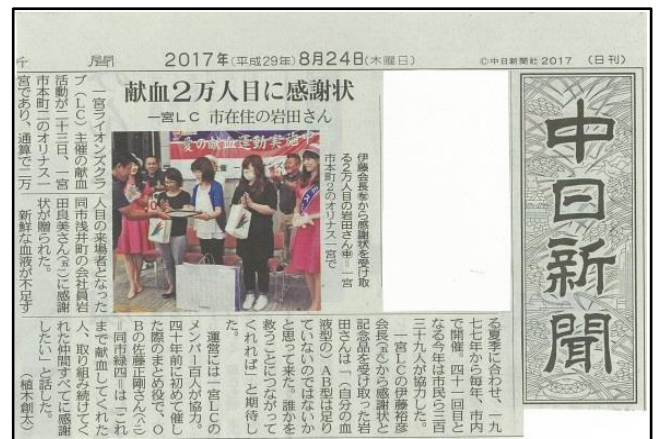 聞 2017年(平成29年)8月24日(木曜日) ©中日新聞社 2017 (日刊)
中日新聞
献血2万人目に感謝状
一宮LC 市在住の岩田さん
愛の献血運動実施中
伊藤会長㊧から感謝状を受け取
る2万人目の岩田さん㊥=一宮
市本町2のオリナス一宮で
一宮ライオンズクラ
ブ(LC)主催の献血
活動が二十三日、一宮
市本町二のオリナス一
宮であり、通算で二万
人目の来場者となった
同市浅井町の会社員岩
田良美さん
に感謝
状が贈られた。
新鮮な血液が不足す
る夏季に合わせ、一九
七七年から毎年、市内
で開催。四十一回目と
なる今年は市民ら三百
三十九人が協力した。
一宮LCの伊藤裕彦
会長
から感謝状と
記念品を受け取った岩
田さんは「(自分の血
液型の)AB型は足り
ていないのではないか
と思って来た。誰かを
救うことにつながって
くれれば」と期待し
た。
運営には一宮LCの
メンバー百人が協力。
四十年前に初めて催し
た際のまとめ役で、O
Bの佐藤正剛さん
=同市緑四=は「これ
まで献血してくれた
人、取り組み続けてく
れた仲間すべてに感謝
したい」と話した。
(植木創太)